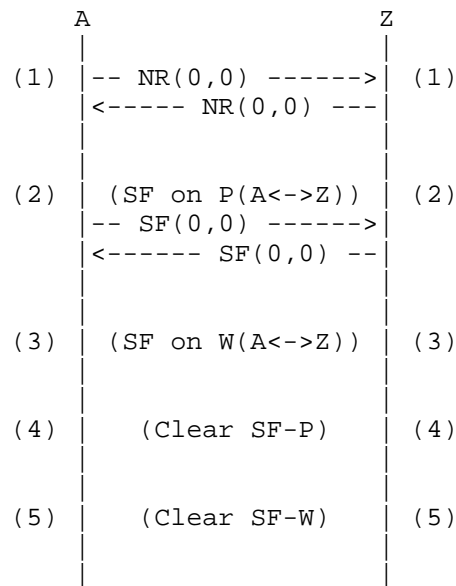 A                  Z
(1) |-- NR(0,0) ------>| (1)
|<----- NR(0,0) ---|
(2) | (SF on P(A<->Z)) | (2)
|-- SF(0,0) ------>|
|<------ SF(0,0) --|
(3) | (SF on W(A<->Z)) | (3)
(4) | (Clear SF-P) | (4)
(5) | (Clear SF-W) | (5)